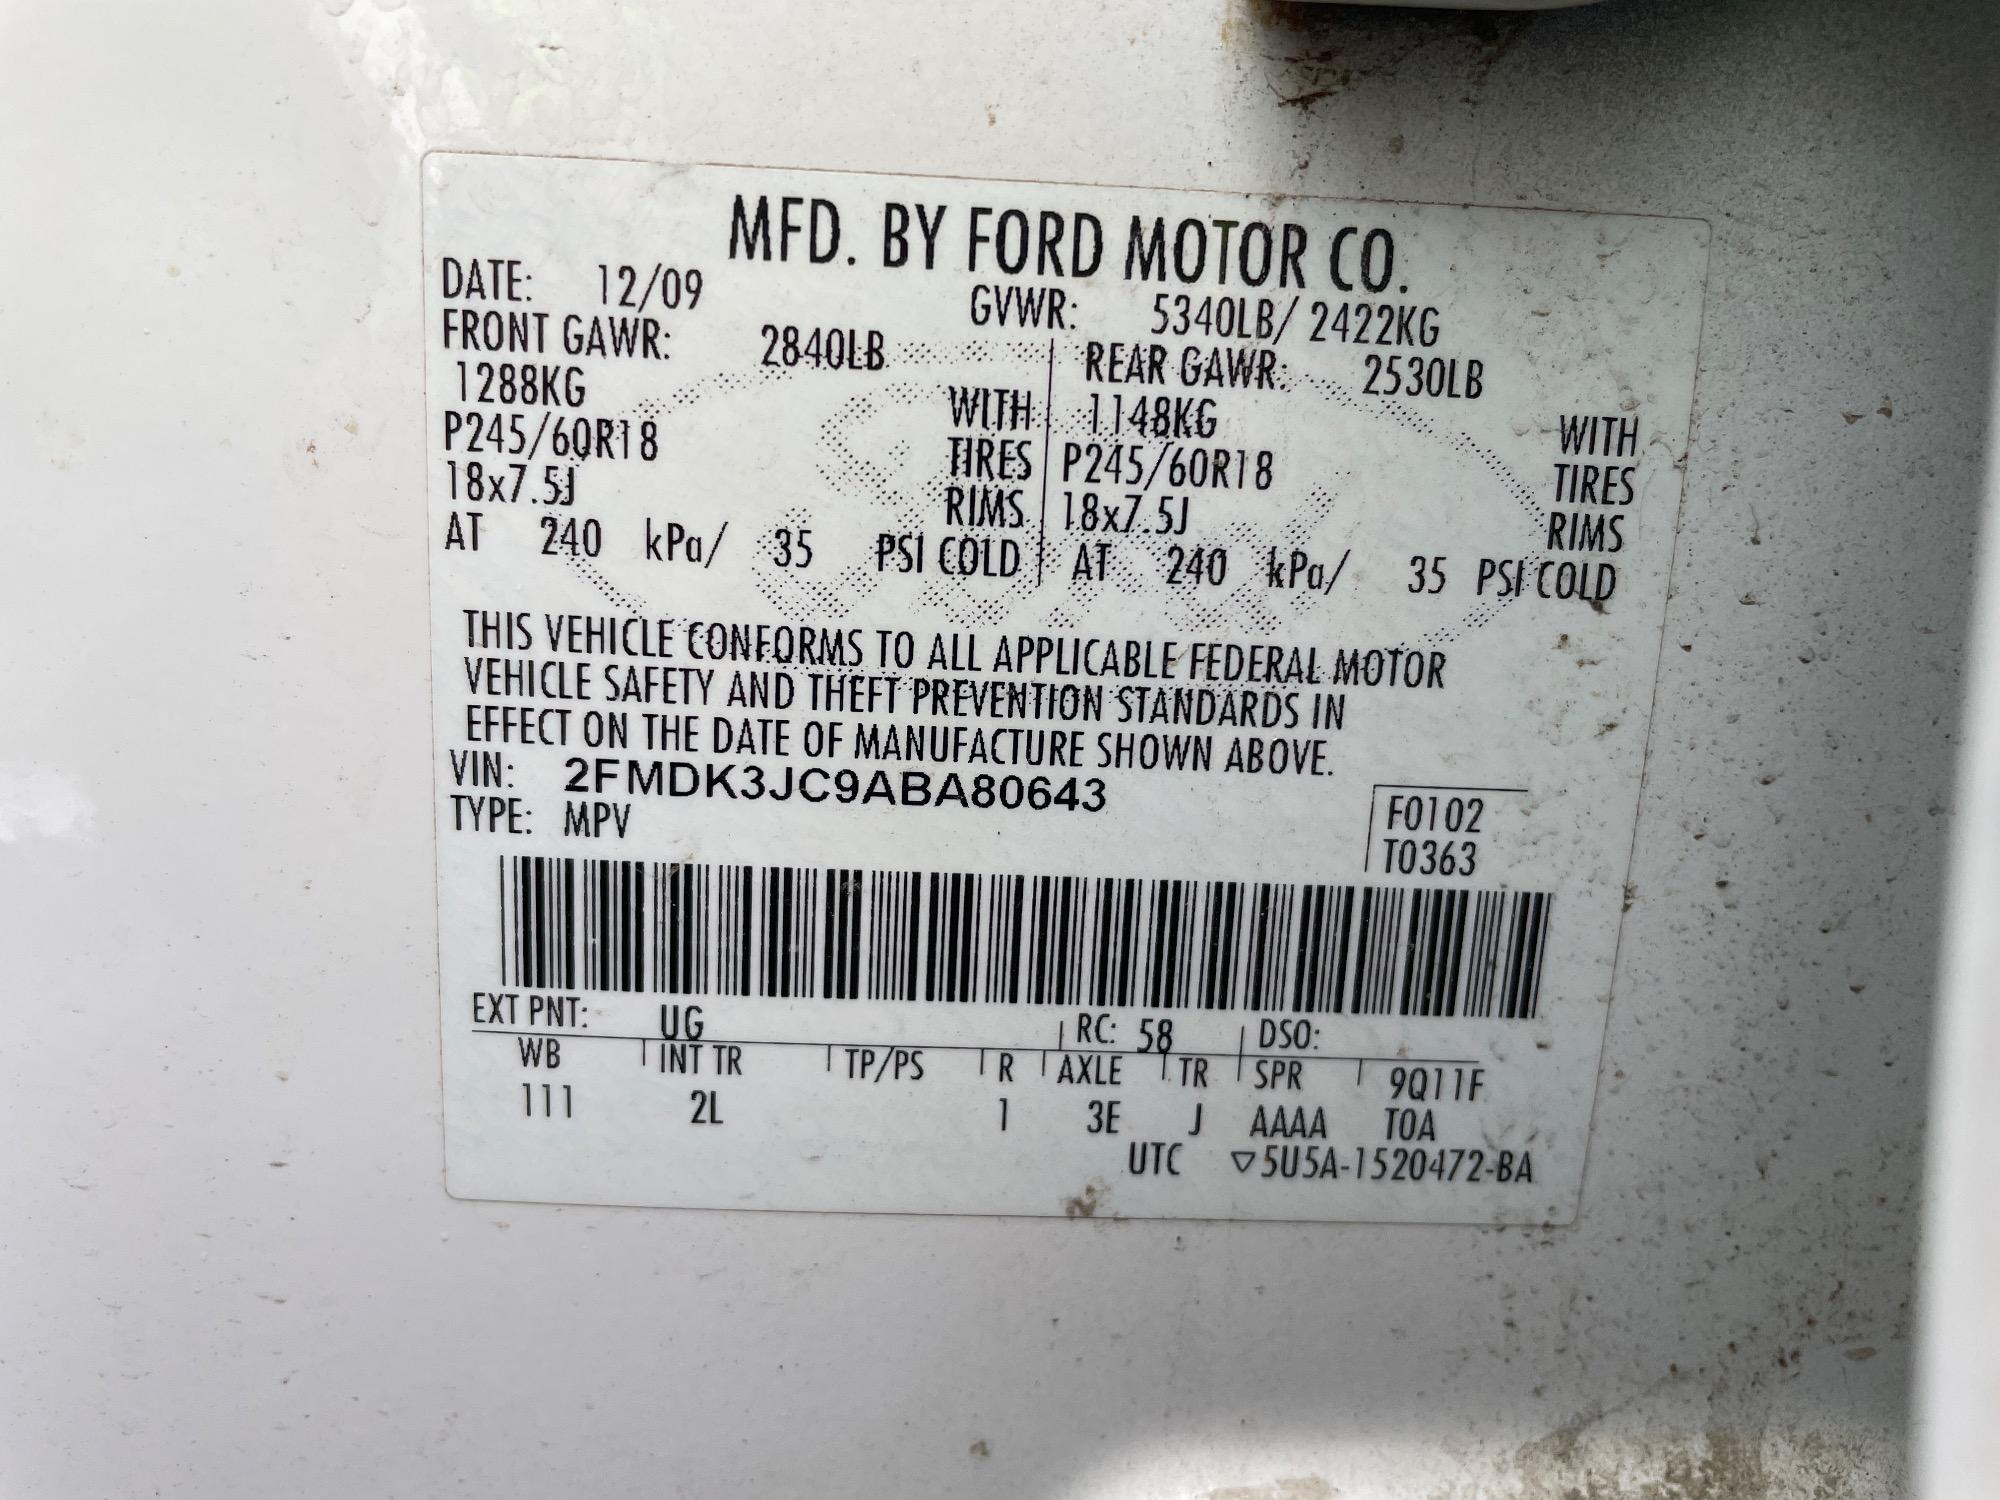 MFD. BY FORD MOTOR CO.
DATE: 12/09 GVWR: 5340LB/ 2422KG
FRONT GAWR: 2840LB REAR GAWR: 2530LB
1288KG WITH 1148KG WITH
P245/60R18 TIRES P245/60R18 TIRES
18x7.5J RIMS 18x7.5J RIMS
AT 240 kPa/ 35 PSI COLD AT 240 kPa/ 35 PSI COLD
THIS VEHICLE CONFORMS TO ALL APPLICABLE FEDERAL MOTOR
VEHICLE SAFETY AND THEFT PREVENTION STANDARDS IN
EFFECT ON THE DATE OF MANUFACTURE SHOWN ABOVE.
VIN: 2FMDK3JC9ABA80643
TYPE: MPV F0102
T0363
EXT PNT: UG RC: 58 DSO:
WB INT TR TP/PS R AXLE TR SPR 9Q11F
111 2L 1 3E J AAAA TOA
UTC ▽5U5A-1520472-BA